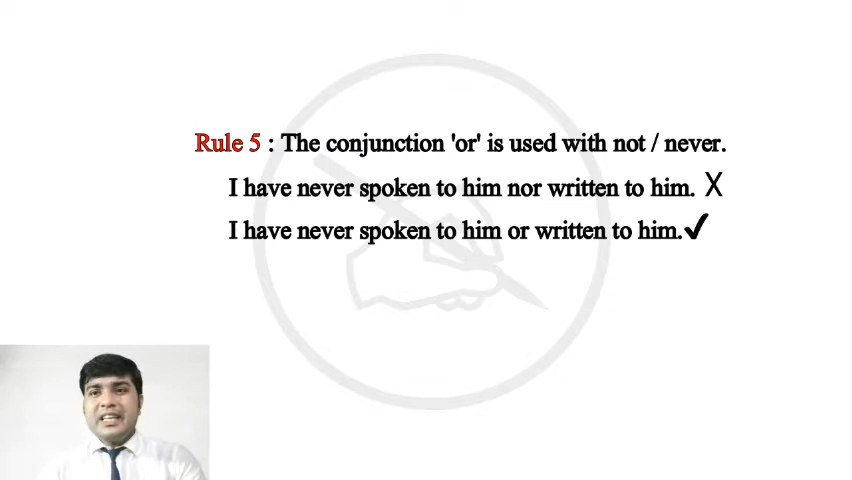 Rule 5 : The conjunction 'or' is used with not / never.
I have never spoken to him nor written to him. X
I have never spoken to him or written to him.✔